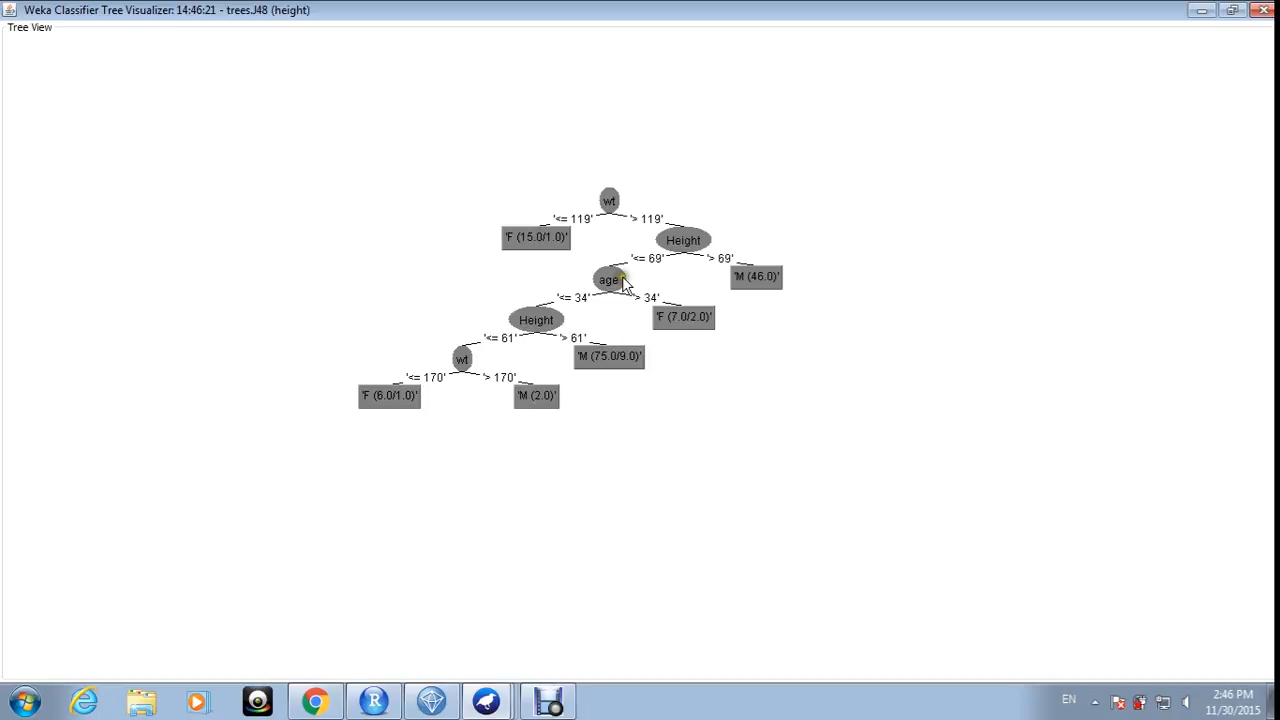 Weka Classifier Tree Visualizer: 14:46:21 - trees.J48 (height)
Tree View
wt
'<= 119' '> 119'
'F (15.0/1.0)' Height
'<= 69' '> 69'
age 'M (46.0)'
'<= 34' '> 34'
Height 'F (7.0/2.0)'
'<= 61' '> 61'
wt 'M (75.0/9.0)'
'<= 170' '> 170'
'F (6.0/1.0)' 'M (2.0)'
EN
2:46 PM
11/30/2015